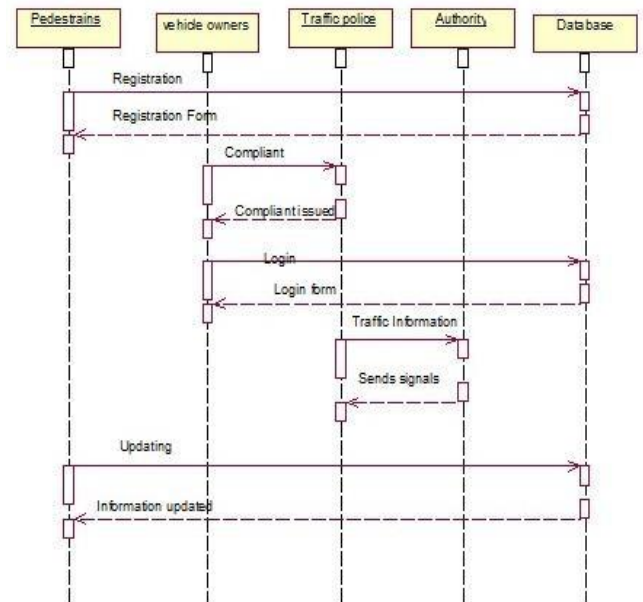 Pedestrains
vehicle owners
Traffic police
Authority
Database
Registration
Registration Form
Compliant
Compliant issued
Login
Login form
Traffic Information
Sends signals
Updating
Information updated